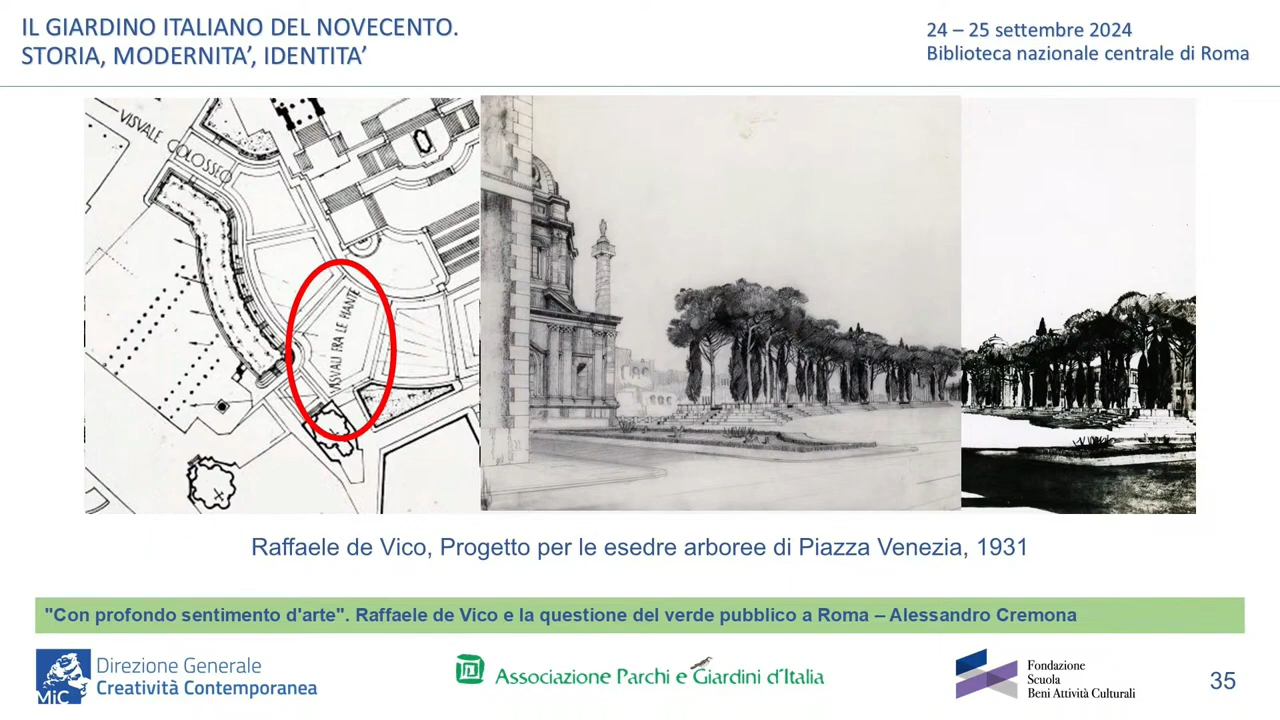 IL GIARDINO ITALIANO DEL NOVECENTO.
STORIA, MODERNITA’, IDENTITA’
24 – 25 settembre 2024
Biblioteca nazionale centrale di Roma
VISVALE COLOSSEO
VISVALI FRA LE PIANTE
Raffaele de Vico, Progetto per le esedre arboree di Piazza Venezia, 1931
"Con profondo sentimento d'arte". Raffaele de Vico e la questione del verde pubblico a Roma – Alessandro Cremona
MiC
Direzione Generale
Creatività Contemporanea
Associazione Parchi e Giardini d'Italia
Fondazione
Scuola
Beni Attività Culturali
35